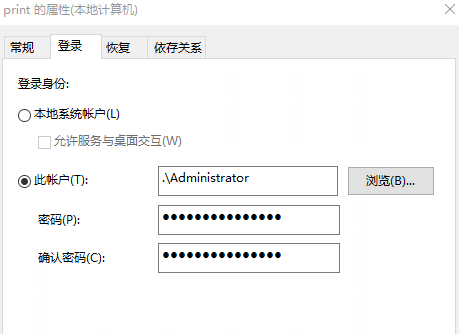 print 的属性(本地计算机)
常规 登录 恢复 依存关系
登录身份:
本地系统帐户(L)
允许服务与桌面交互(W)
此帐户(T): .\Administrator 浏览(B)...
密码(P): ●●●●●●●●●●●●●●●
确认密码(C): ●●●●●●●●●●●●●●●